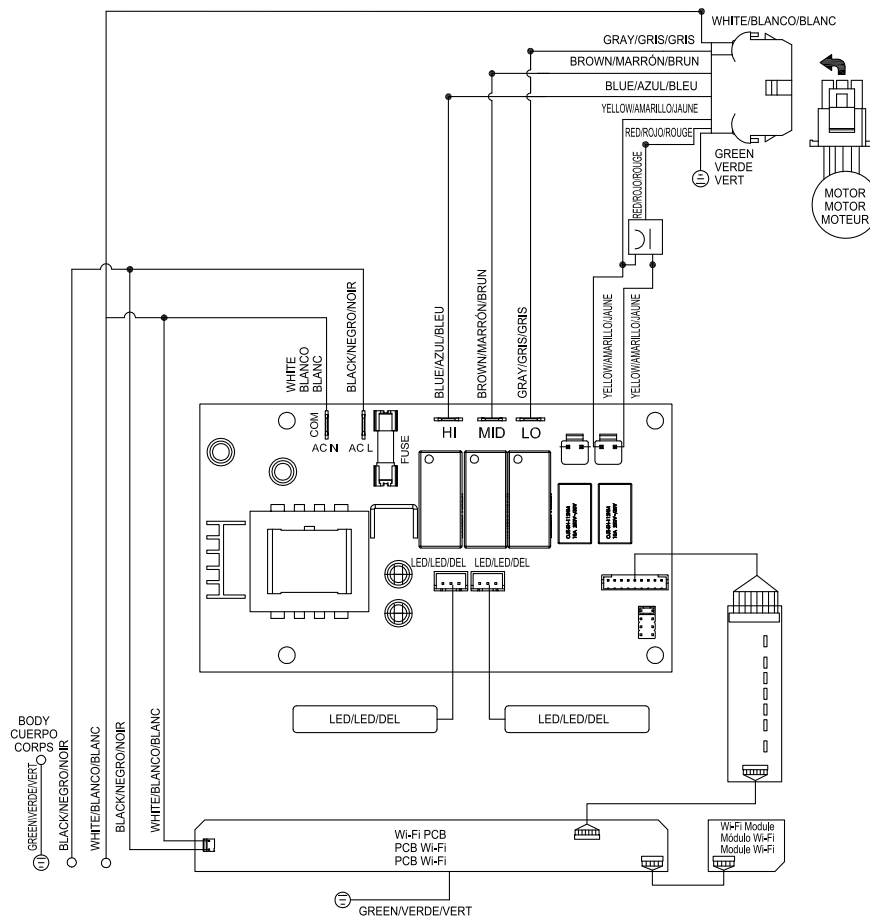 WHITE/BLANCO/BLANC
GRAY/GRIS/GRIS
BROWN/MARRÓN/BRUN
BLUE/AZUL/BLEU
YELLOW/AMARILLO/JAUNE
RED/ROJO/ROUGE
GREEN
VERDE
VERT
MOTOR
MOTOR
MOTEUR
RED/ROJO/ROUGE
WHITE
BLANCO
BLANC
BLACK/NEGRO/NOIR
BLUE/AZUL/BLEU
BROWN/MARRÓN/BRUN
GRAY/GRIS/GRIS
YELLOW/AMARILLO/JAUNE
YELLOW/AMARILLO/JAUNE
COM
AC N
AC L
FUSE
HI
MID
LO
LED/LED/DEL
LED/LED/DEL
LED/LED/DEL
LED/LED/DEL
BODY
CUERPO
CORPS
GREEN/VERDE/VERT
BLACK/NEGRO/NOIR
WHITE/BLANCO/BLANC
BLACK/NEGRO/NOIR
WHITE/BLANCO/BLANC
Wi-Fi PCB
PCB Wi-Fi
PCB Wi-Fi
Wi-Fi Module
Módulo Wi-Fi
Module Wi-Fi
GREEN/VERDE/VERT